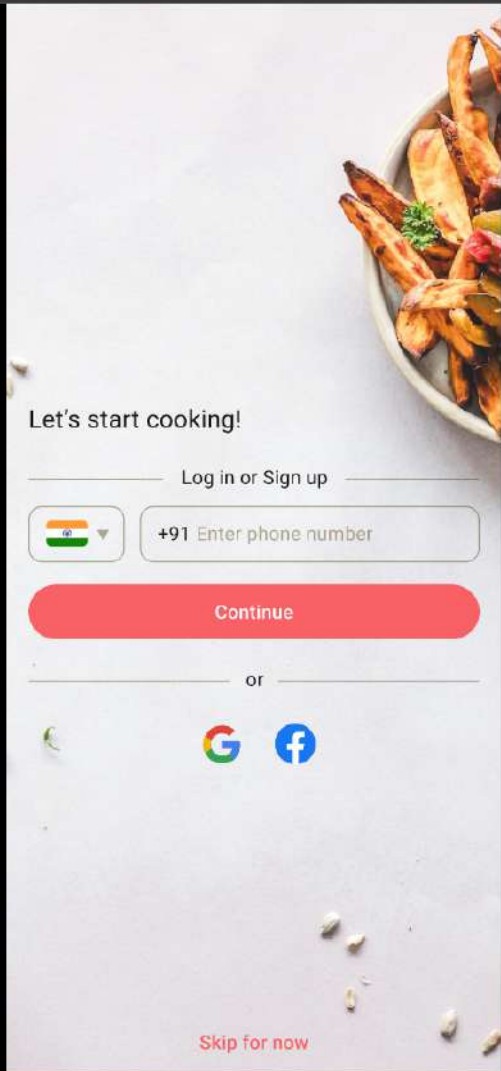 Let's start cooking!
Log in or Sign up
+91 Enter phone number
Continue
or
Skip for now